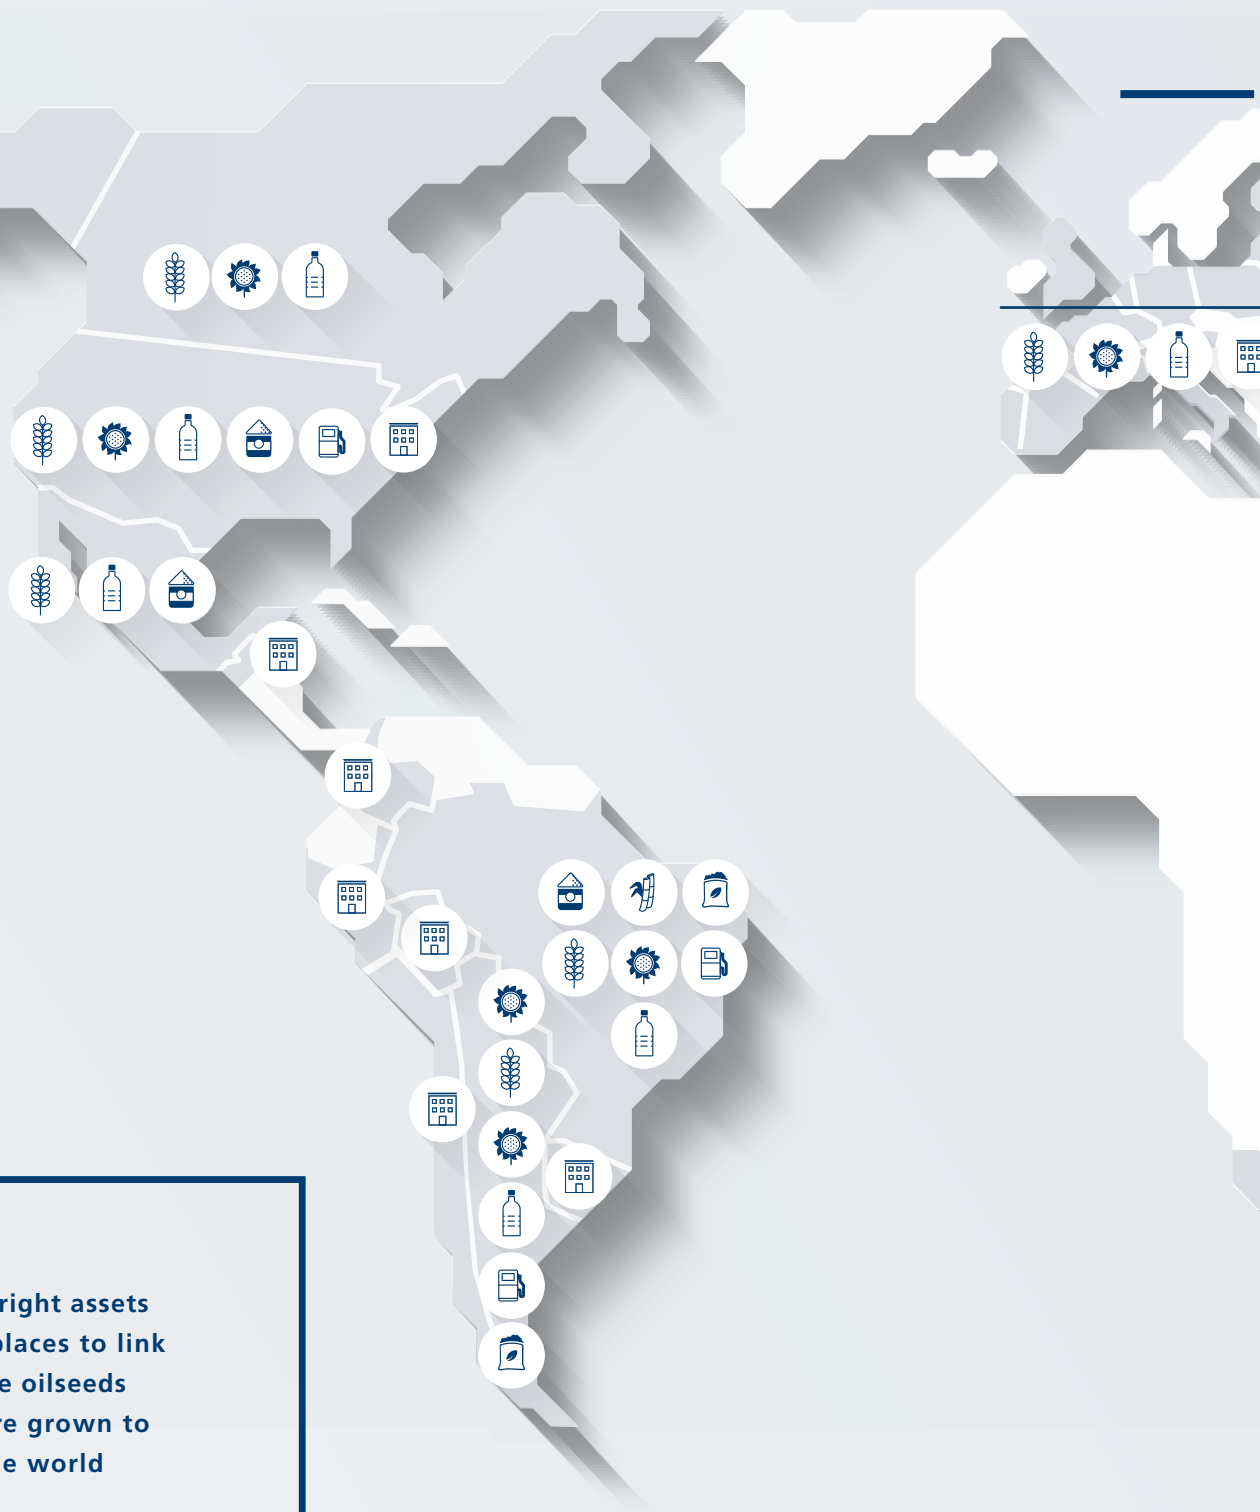 right assets
places to link
e oilseeds
re grown to
e world